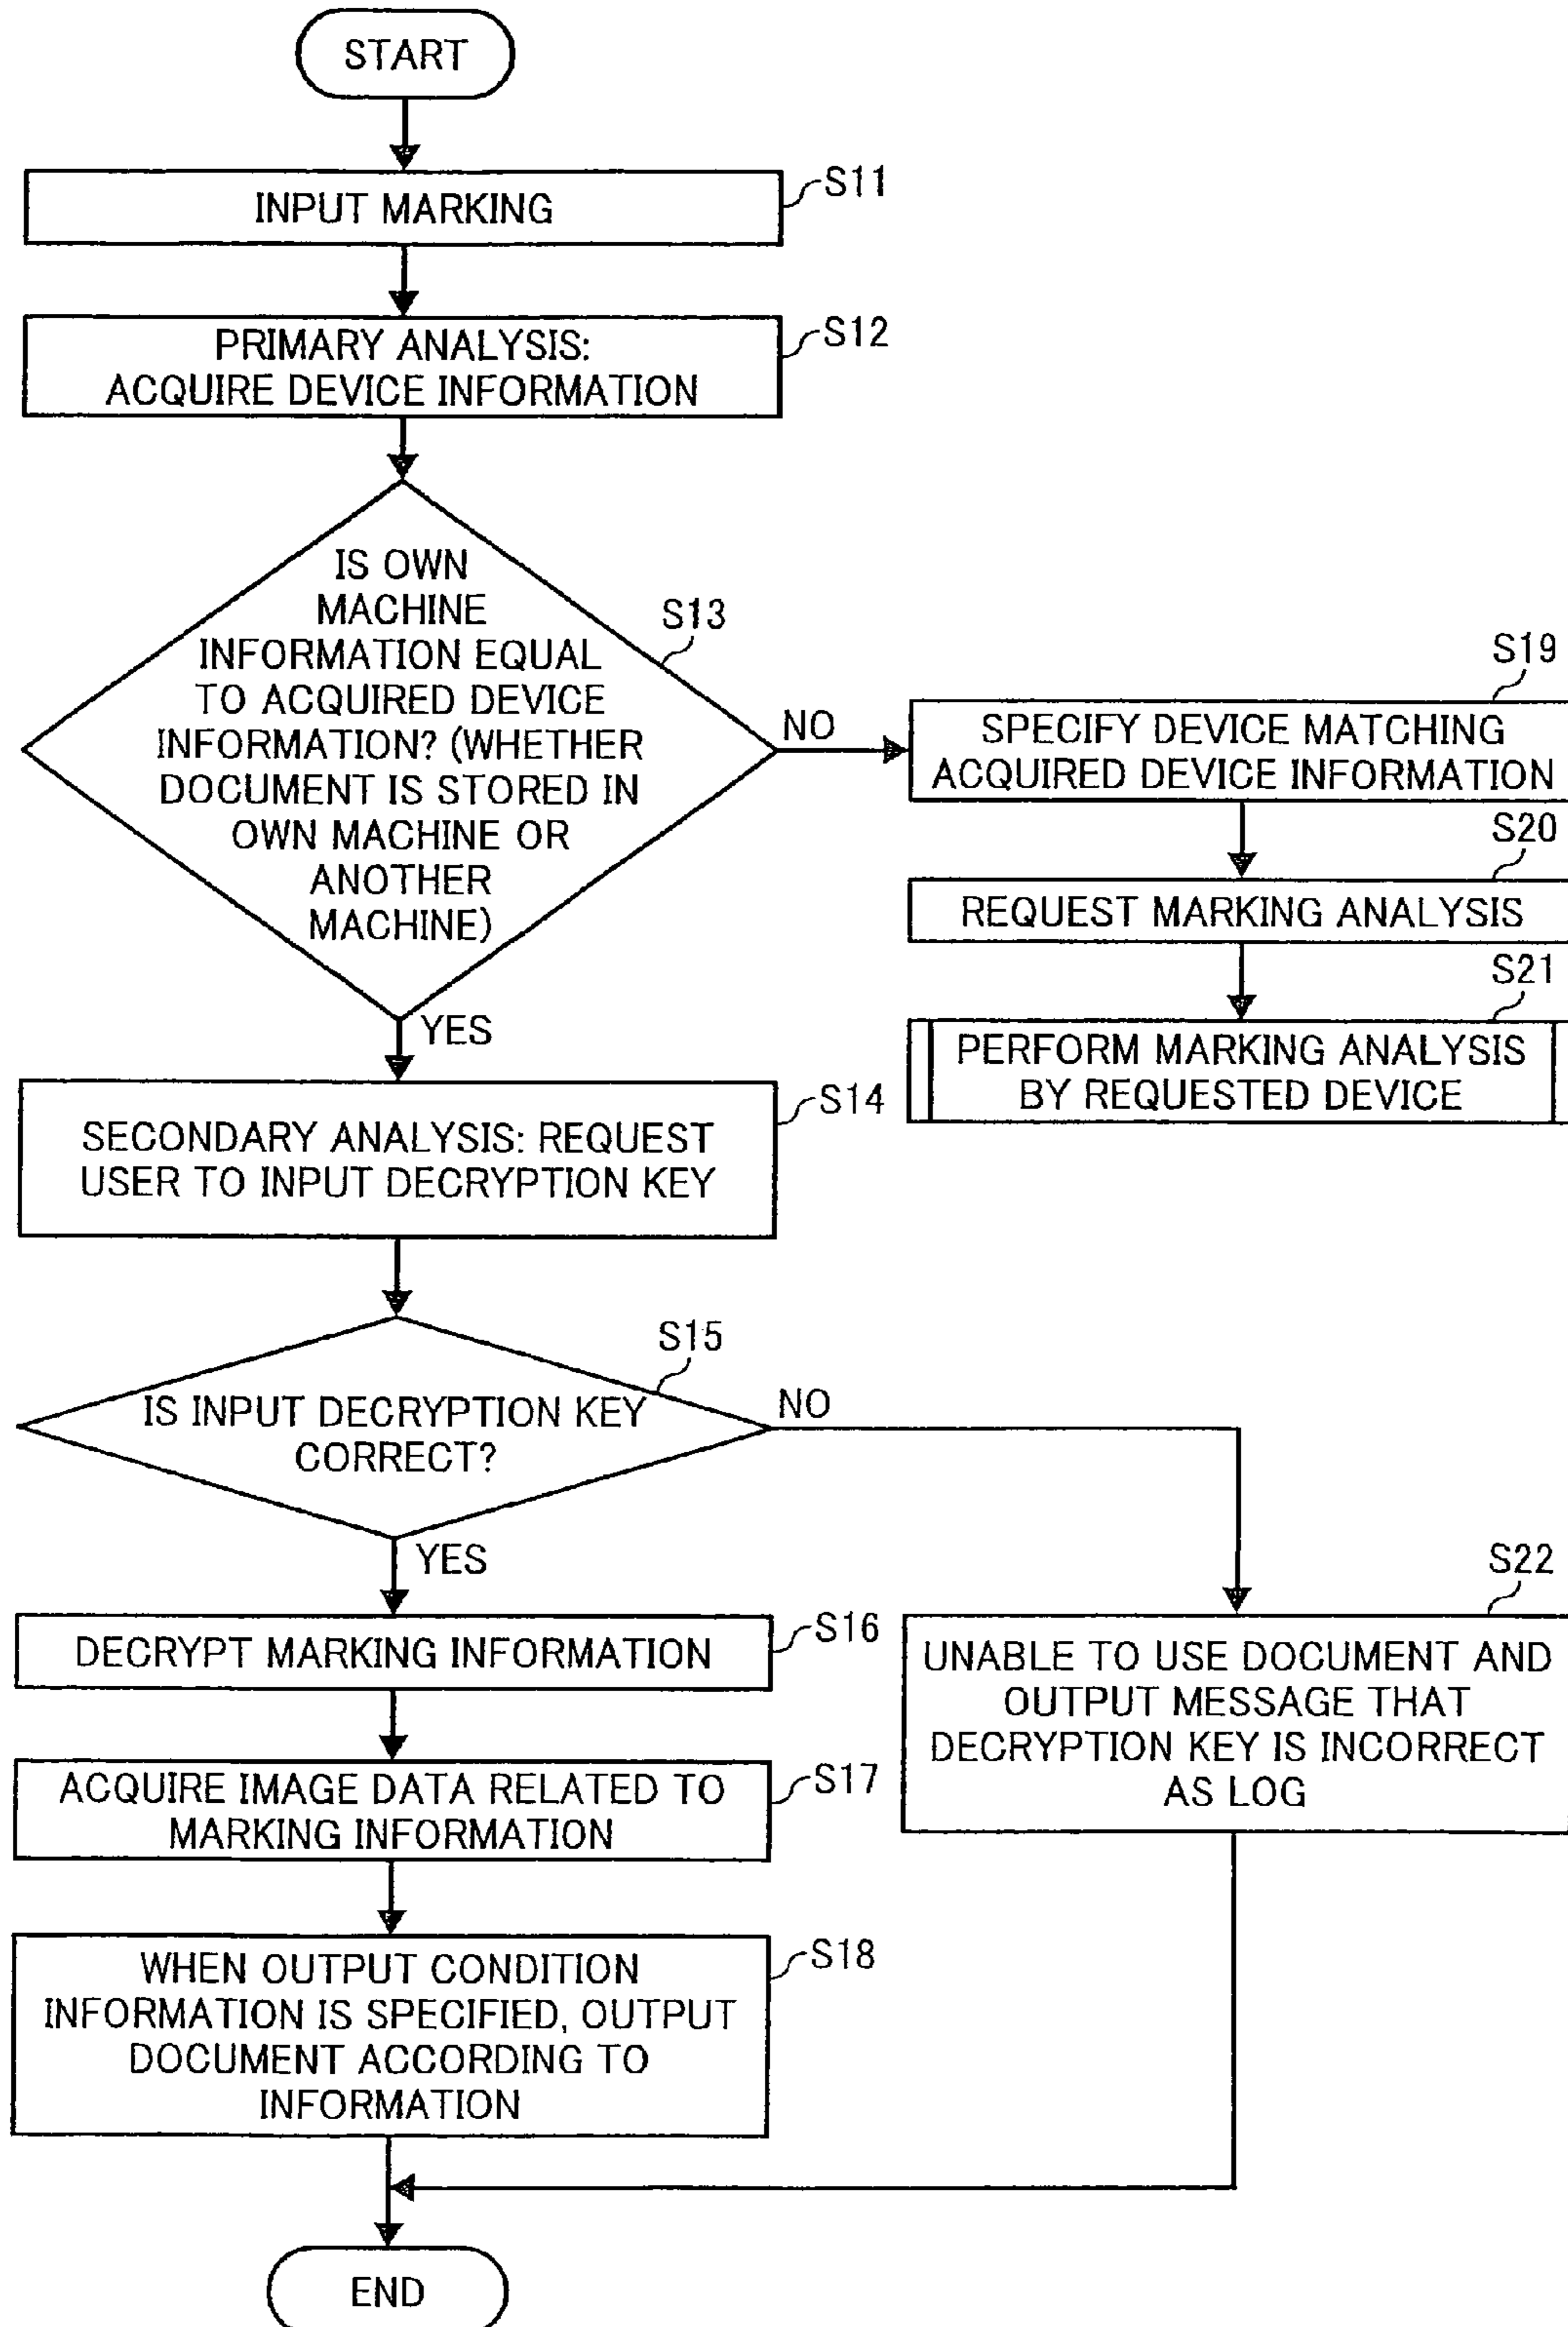 START
S11
INPUT MARKING
S12
PRIMARY ANALYSIS:
ACQUIRE DEVICE INFORMATION
S13
IS OWN
MACHINE
INFORMATION EQUAL
TO ACQUIRED DEVICE
INFORMATION? (WHETHER
DOCUMENT IS STORED IN
OWN MACHINE OR
ANOTHER
MACHINE)
NO
S19
SPECIFY DEVICE MATCHING
ACQUIRED DEVICE INFORMATION
S20
REQUEST MARKING ANALYSIS
S21
PERFORM MARKING ANALYSIS
BY REQUESTED DEVICE
YES
S14
SECONDARY ANALYSIS: REQUEST
USER TO INPUT DECRYPTION KEY
S15
IS INPUT DECRYPTION KEY
CORRECT?
NO
YES
S16
DECRYPT MARKING INFORMATION
S22
UNABLE TO USE DOCUMENT AND
OUTPUT MESSAGE THAT
DECRYPTION KEY IS INCORRECT
AS LOG
S17
ACQUIRE IMAGE DATA RELATED TO
MARKING INFORMATION
S18
WHEN OUTPUT CONDITION
INFORMATION IS SPECIFIED, OUTPUT
DOCUMENT ACCORDING TO
INFORMATION
END